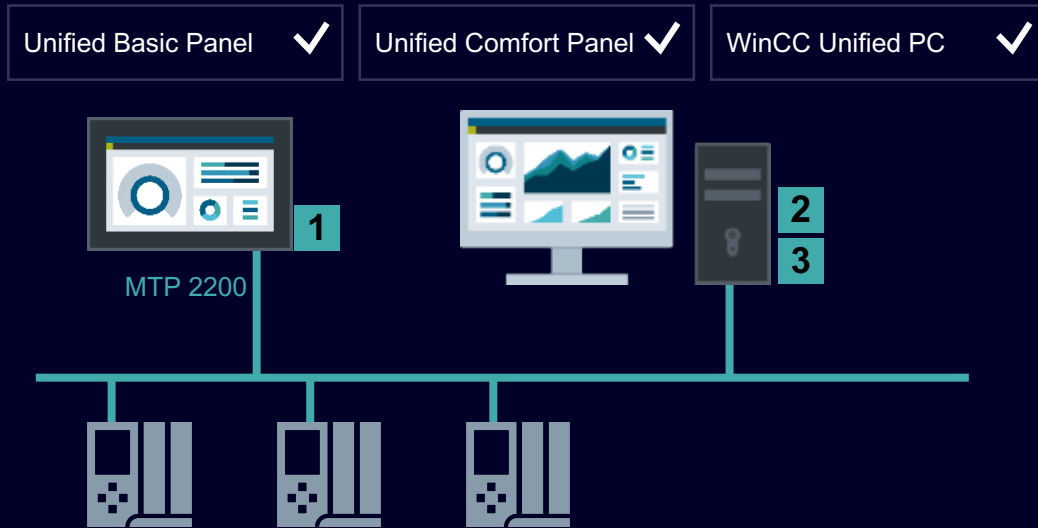 Unified Basic Panel
Unified Comfort Panel
WinCC Unified PC
1
2
3
MTP 2200